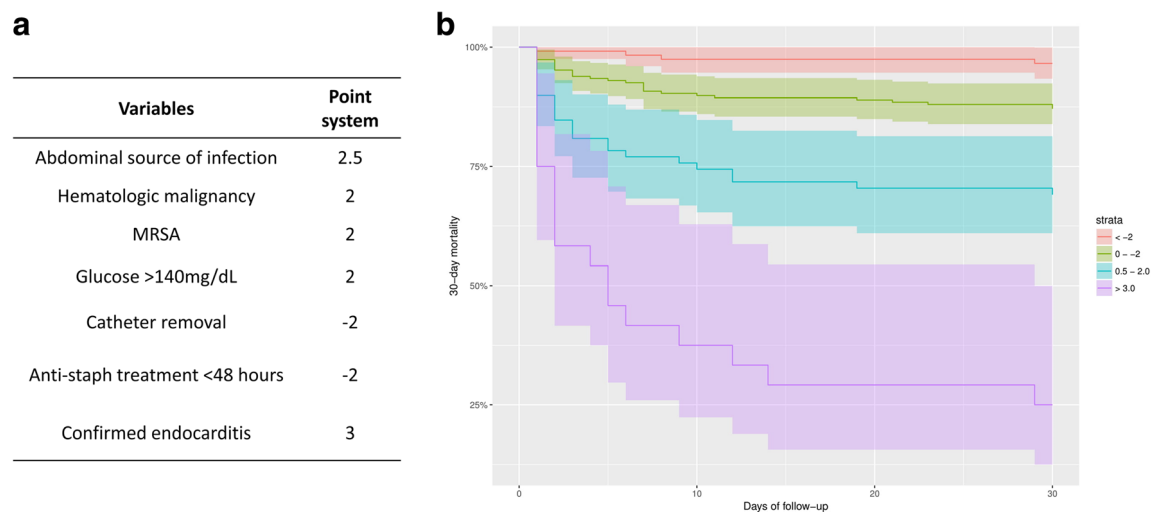 a
Variables
Point
system
Abdominal source of infection 2.5
Hematologic malignancy 2
MRSA 2
Glucose >140mg/dL 2
Catheter removal -2
Anti-staph treatment <48 hours -2
Confirmed endocarditis 3
b
30-day mortality
100%
75%
50%
25%
0 10 20 30
Days of follow-up
strata
< -2
0 - -2
0.5 - 2.0
> 3.0